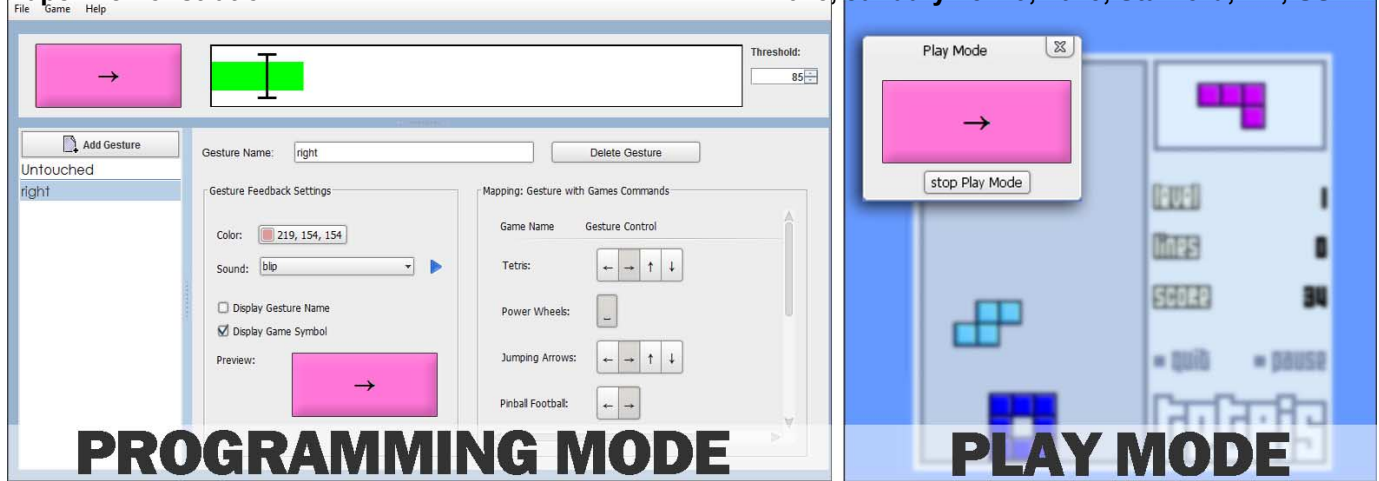 File Game Help
→
Threshold:
85
Add Gesture
Untouched
right
Gesture Name: right Delete Gesture
Gesture Feedback Settings
Color: 219, 154, 154
Sound: blip
Display Gesture Name
Display Game Symbol
Preview:
→
Mapping: Gesture with Games Commands
Game Name Gesture Control
Tetris: ← → ↑ ↓
Power Wheels: _
Jumping Arrows: ← → ↑ ↓
Pinball Football: ← →
PROGRAMMING MODE
Play Mode
→
stop Play Mode
level 1
lines 0
score 34
quit pause
tetris
PLAY MODE